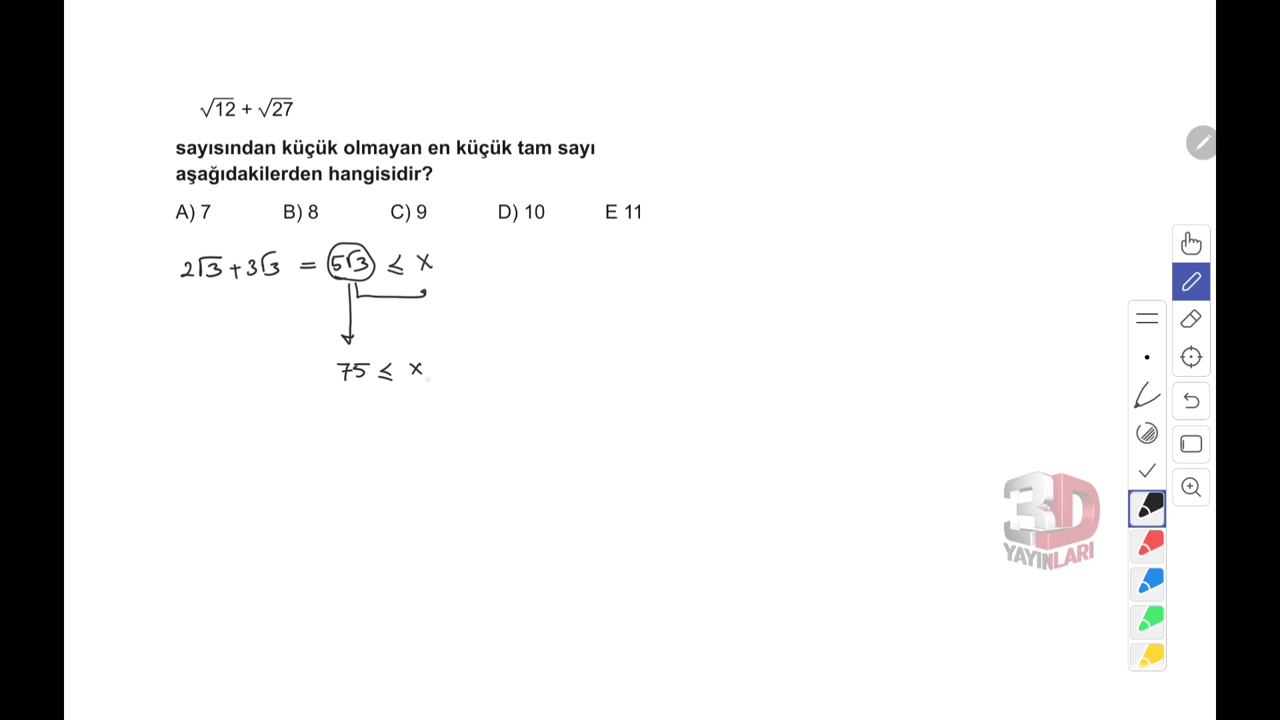 √12 + √27
sayısından küçük olmayan en küçük tam sayı
aşağıdakilerden hangisidir?
A) 7 B) 8 C) 9 D) 10 E 11
2√3 + 3√3 = 5√3 ≤ x
75 ≤ x
3D
YAYINLARI